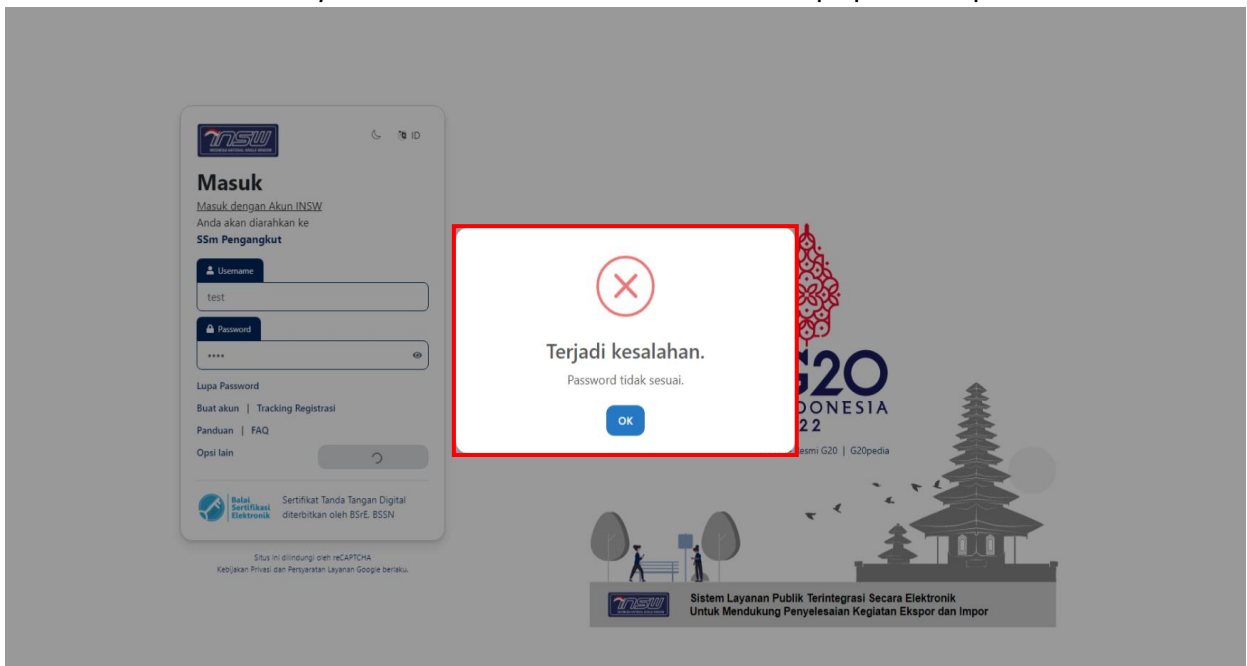 INSW
ID
Masuk
Masuk dengan Akun INSW
Anda akan diarahkan ke
SSm Pengangkut
Username
test
Password
****
Lupa Password
Buat akun | Tracking Registrasi
Panduan | FAQ
Opsi lain
Balai
Sertifikasi
Elektronik
Sertifikat Tanda Tangan Digital
diterbitkan oleh BSrE, BSSN
Situs ini dilindungi oleh reCAPTCHA
Kebijakan Privasi dan Persyaratan Layanan Google berlaku.
Terjadi kesalahan.
Password tidak sesuai.
OK
G20
DONESIA
22
esmi G20 | G20pedia
INSW
Sistem Layanan Publik Terintegrasi Secara Elektronik
Untuk Mendukung Penyelesaian Kegiatan Ekspor dan Impor